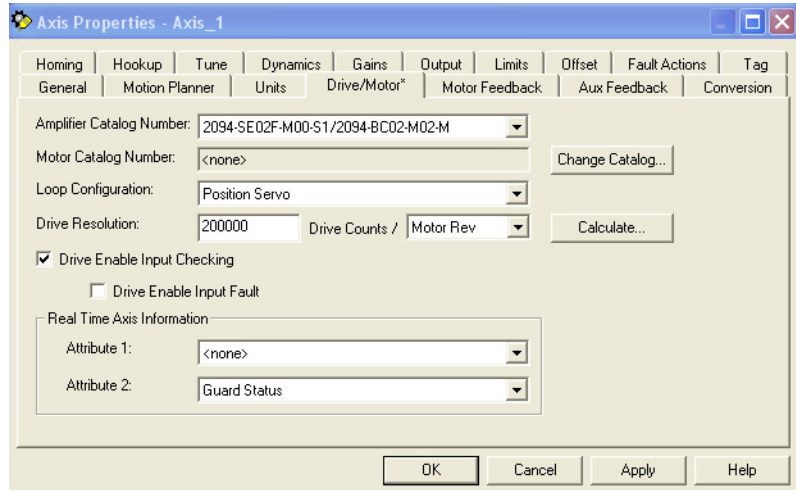 Axis Properties - Axis_1
Homing Hookup Tune Dynamics Gains Output Limits Offset Fault Actions Tag
General Motion Planner Units Drive/Motor* Motor Feedback Aux Feedback Conversion
Amplifier Catalog Number: 2094-SE02F-M00-S1/2094-BC02-M02-M
Motor Catalog Number: <none> Change Catalog...
Loop Configuration: Position Servo
Drive Resolution: 200000 Drive Counts / Motor Rev Calculate...
Drive Enable Input Checking
Drive Enable Input Fault
Real Time Axis Information
Attribute 1: <none>
Attribute 2: Guard Status
OK Cancel Apply Help